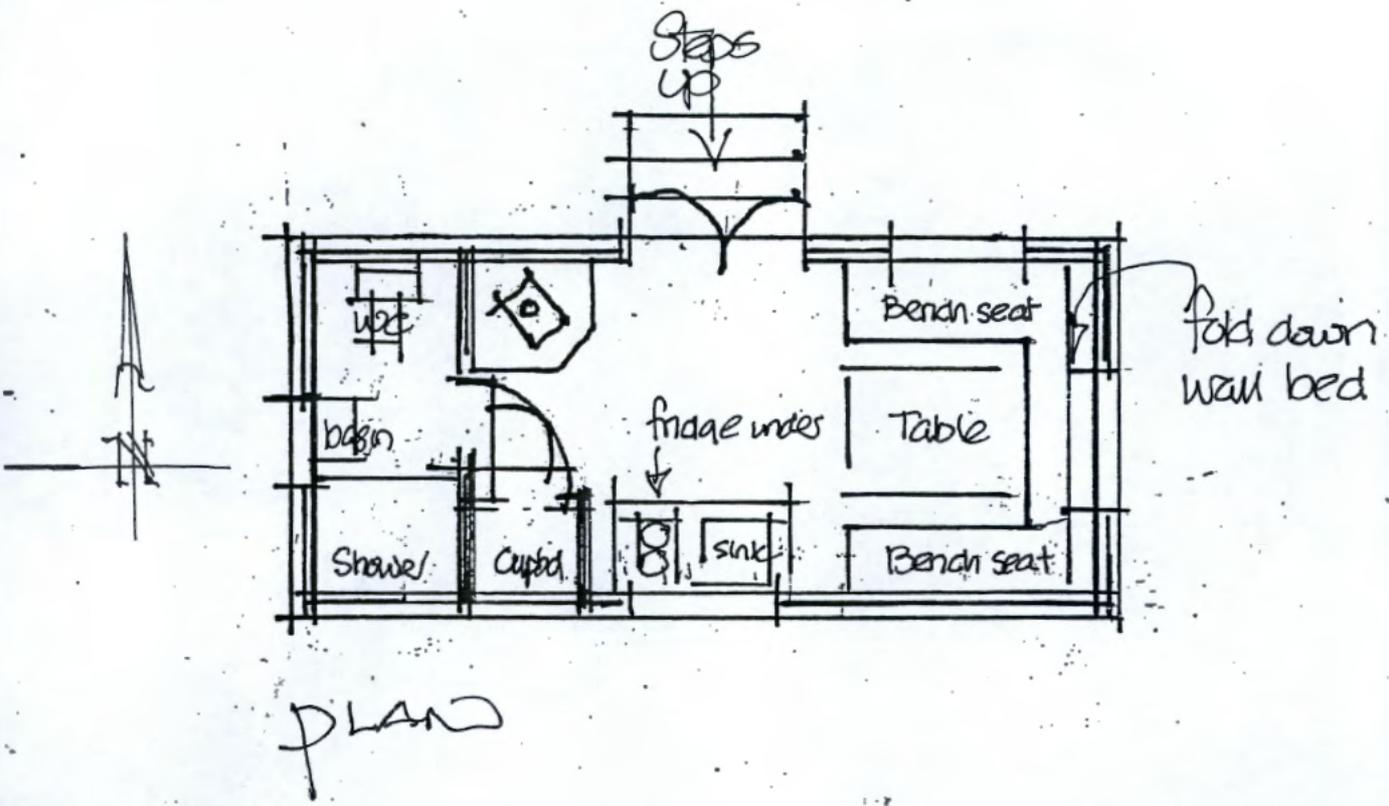 Steps
up
WC
Bench seat
fold down
wall bed
basin
fridge under
Table
Shower
Cupbd
sink
Bench seat
N
PLAN